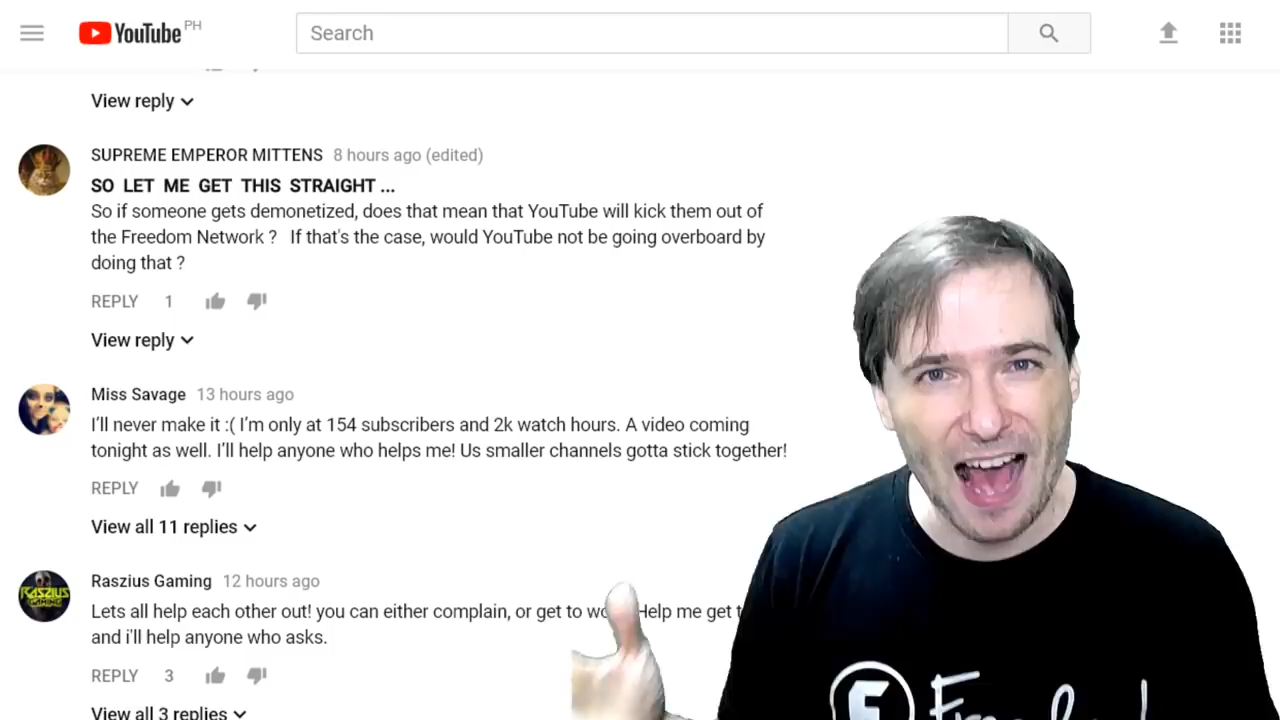 YouTube PH
Search
View reply
SUPREME EMPEROR MITTENS 8 hours ago (edited)
SO LET ME GET THIS STRAIGHT ...
So if someone gets demonetized, does that mean that YouTube will kick them out of
the Freedom Network ? If that's the case, would YouTube not be going overboard by
doing that ?
REPLY 1
View reply
Miss Savage 13 hours ago
I'll never make it :( I'm only at 154 subscribers and 2k watch hours. A video coming
tonight as well. I'll help anyone who helps me! Us smaller channels gotta stick together!
REPLY
View all 11 replies
RASZIUS
GAMING
Raszius Gaming 12 hours ago
Lets all help each other out! you can either complain, or get to Help me get
and i'll help anyone who asks.
REPLY 3
View all 3 replies